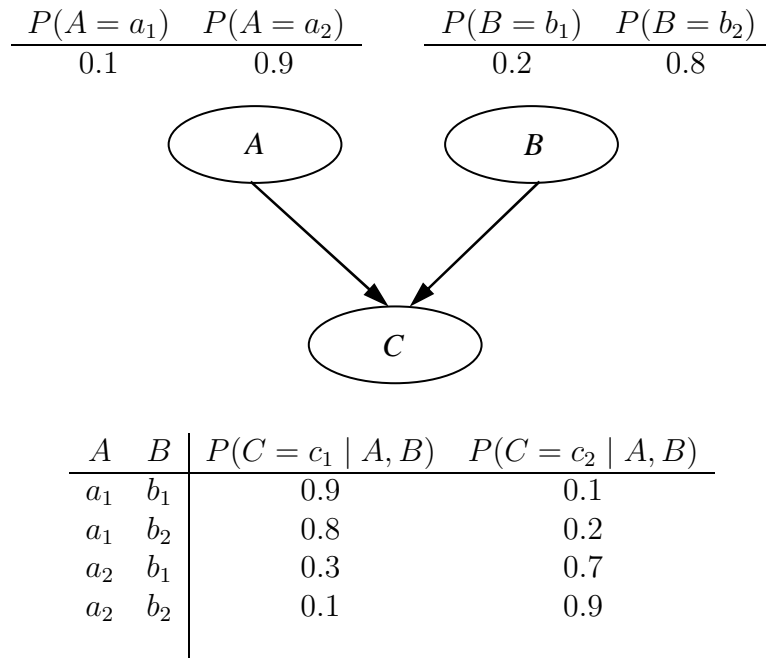 P(A = a₁) P(A = a₂) P(B = b₁) P(B = b₂)
0.1 0.9 0.2 0.8
A B
C
A B P(C = c₁ | A, B) P(C = c₂ | A, B)
a₁ b₁ 0.9 0.1
a₁ b₂ 0.8 0.2
a₂ b₁ 0.3 0.7
a₂ b₂ 0.1 0.9